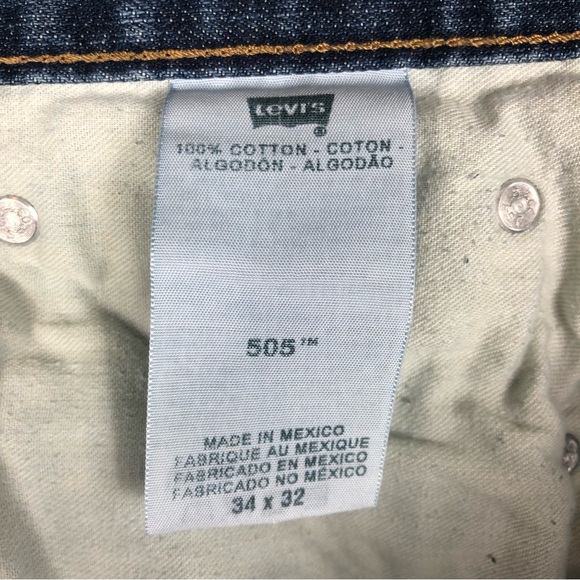 LEVI'S
®
100% COTTON - COTON -
ALGODÓN - ALGODÃO
505™
MADE IN MEXICO
FABRIQUE AU MEXIQUE
FABRICADO EN MÉXICO
FABRICADO NO MÉXICO
34 x 32